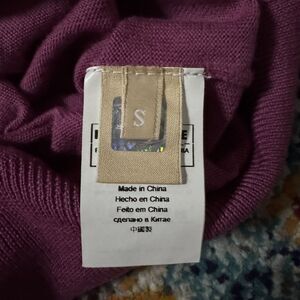 S
Made in China
Hecho en China
Feito em China
сделано в Китае
中國製